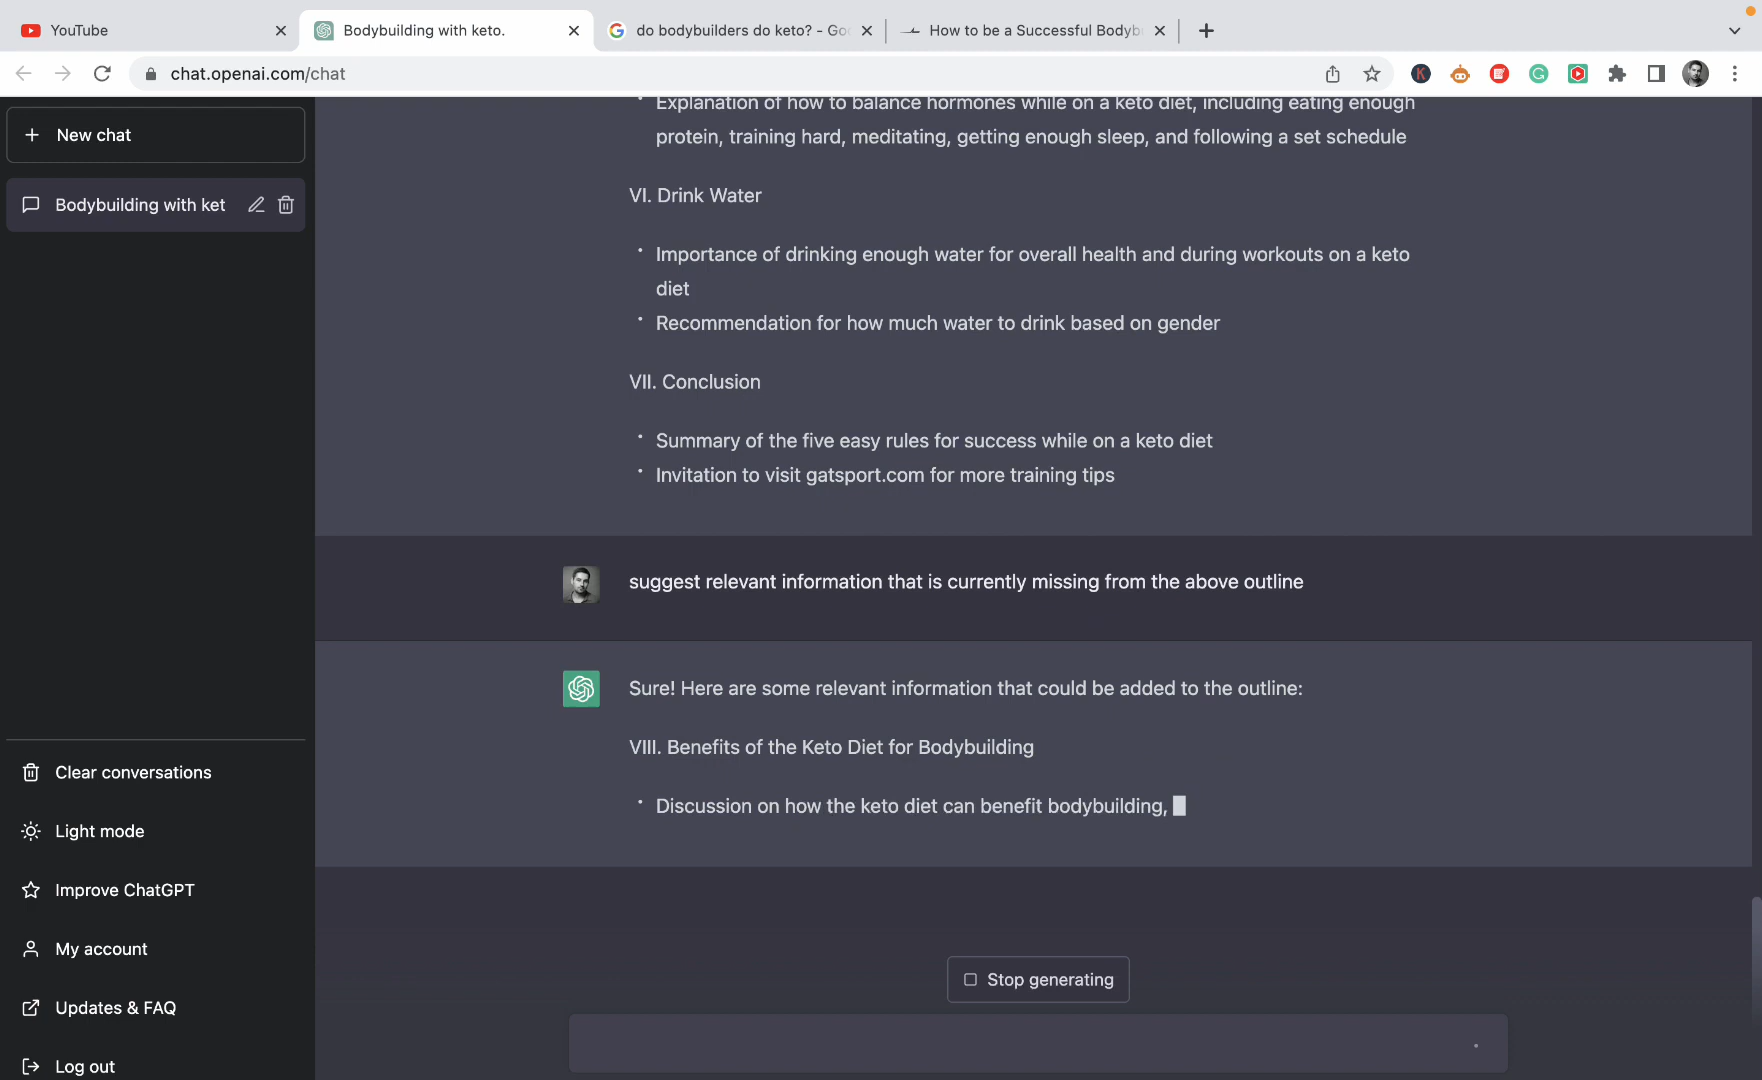 YouTube
Bodybuilding with keto.
do bodybuilders do keto? - Goo
How to be a Successful Bodyb
chat.openai.com/chat
New chat
Bodybuilding with ket
Explanation of how to balance hormones while on a keto diet, including eating enough
protein, training hard, meditating, getting enough sleep, and following a set schedule
VI. Drink Water
Importance of drinking enough water for overall health and during workouts on a keto
diet
Recommendation for how much water to drink based on gender
VII. Conclusion
Summary of the five easy rules for success while on a keto diet
Invitation to visit gatsport.com for more training tips
suggest relevant information that is currently missing from the above outline
Sure! Here are some relevant information that could be added to the outline:
VIII. Benefits of the Keto Diet for Bodybuilding
Discussion on how the keto diet can benefit bodybuilding,
Clear conversations
Light mode
Improve ChatGPT
My account
Updates & FAQ
Log out
Stop generating